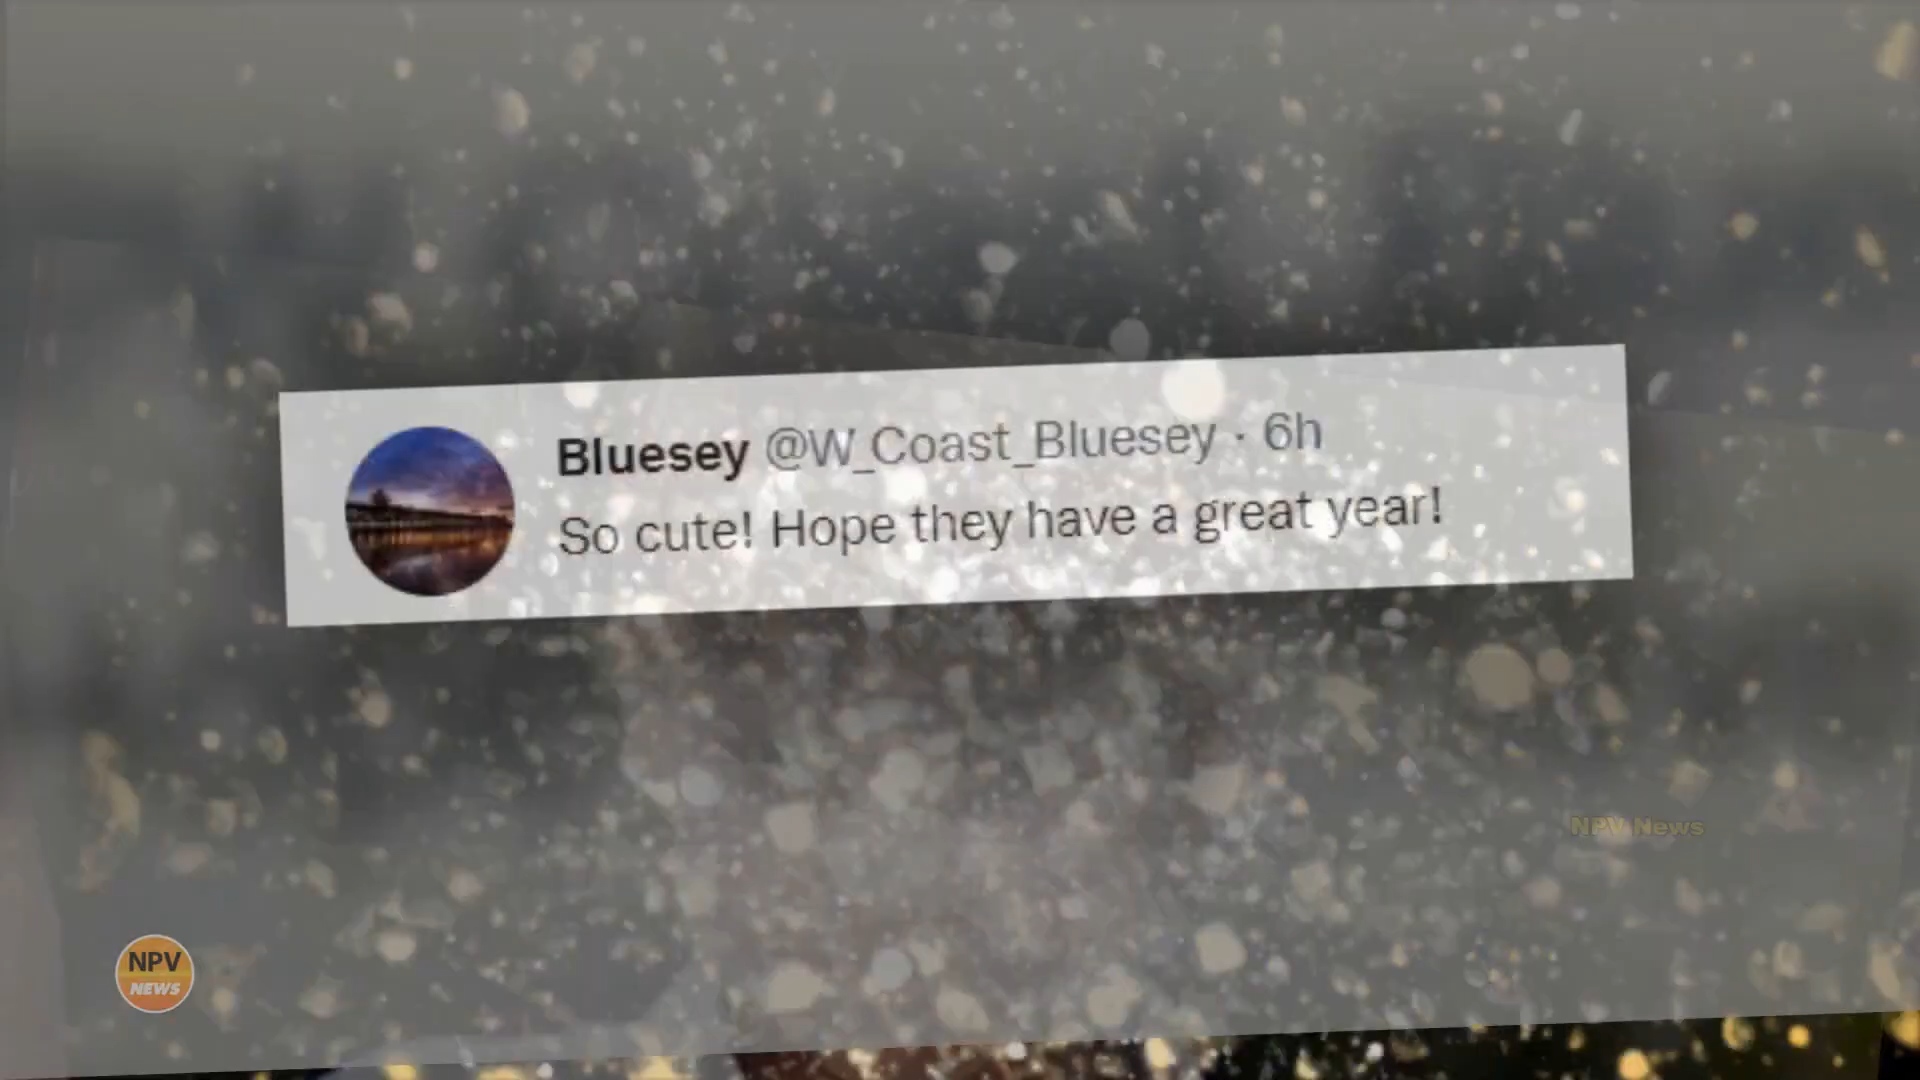 Bluesey @W_Coast_Bluesey · 6h
So cute! Hope they have a great year!
NPV News
NPV
NEWS